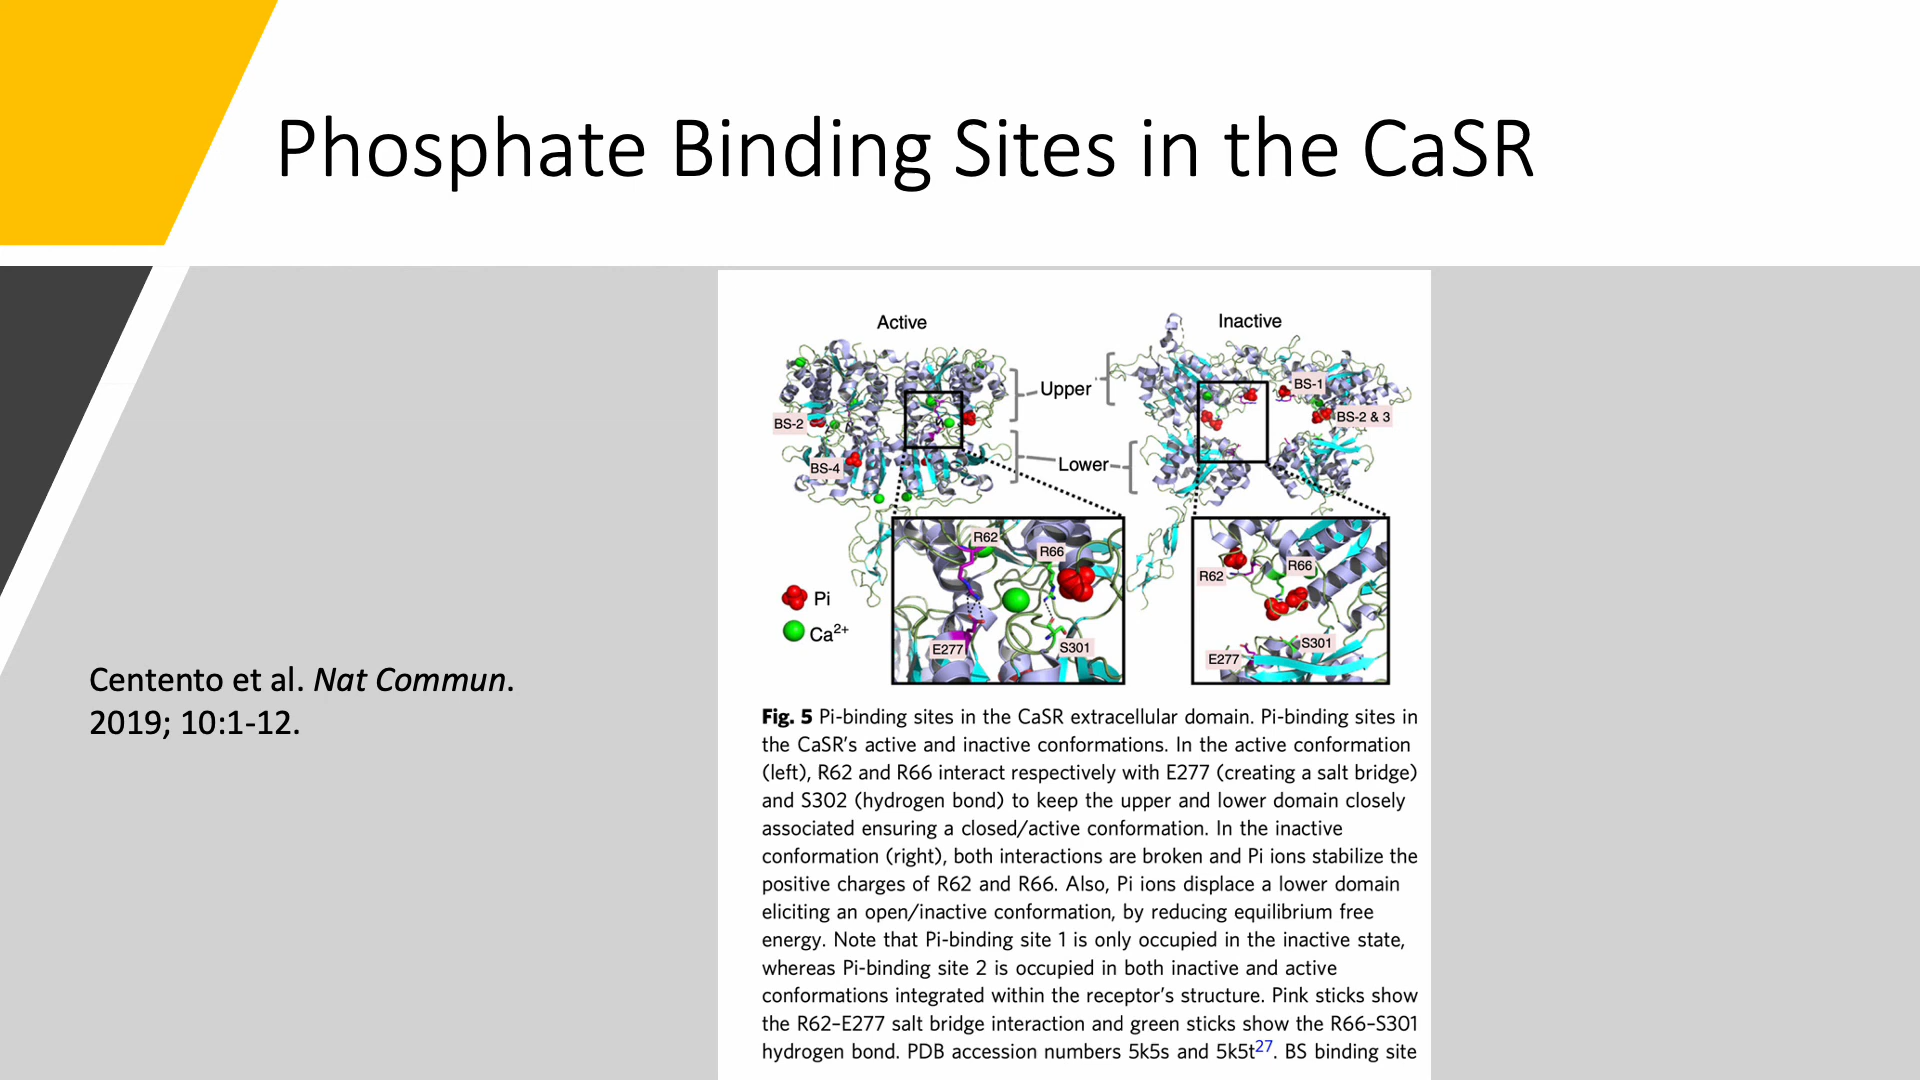 Phosphate Binding Sites in the CaSR
Centento et al. Nat Commun.
2019; 10:1-12.
Active
Inactive
Upper
Lower
BS-2
BS-4
BS-1
BS-2 & 3
R62
R66
E277
S301
R62
R66
S301
E277
Pi
Ca²⁺
Fig. 5 Pi-binding sites in the CaSR extracellular domain. Pi-binding sites in
the CaSR’s active and inactive conformations. In the active conformation
(left), R62 and R66 interact respectively with E277 (creating a salt bridge)
and S302 (hydrogen bond) to keep the upper and lower domain closely
associated ensuring a closed/active conformation. In the inactive
conformation (right), both interactions are broken and Pi ions stabilize the
positive charges of R62 and R66. Also, Pi ions displace a lower domain
eliciting an open/inactive conformation, by reducing equilibrium free
energy. Note that Pi-binding site 1 is only occupied in the inactive state,
whereas Pi-binding site 2 is occupied in both inactive and active
conformations integrated within the receptor’s structure. Pink sticks show
the R62–E277 salt bridge interaction and green sticks show the R66–S301
hydrogen bond. PDB accession numbers 5k5s and 5k5t²⁷. BS binding site